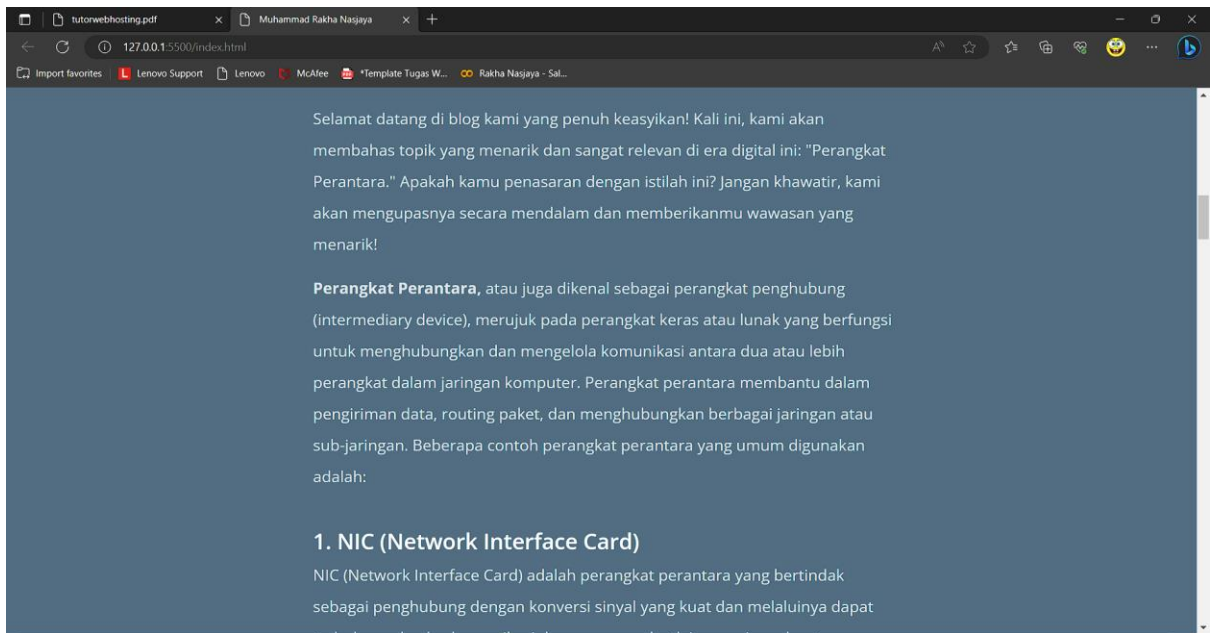 tutorwebhosting.pdf
Muhammad Rakha Nasjaya
127.0.0.1:5500/index.html
Import favorites
L Lenovo Support
Lenovo
McAfee
*Template Tugas W...
Rakha Nasjaya - Sal...
Selamat datang di blog kami yang penuh keasyikan! Kali ini, kami akan
membahas topik yang menarik dan sangat relevan di era digital ini: "Perangkat
Perantara." Apakah kamu penasaran dengan istilah ini? Jangan khawatir, kami
akan mengupasnya secara mendalam dan memberikanmu wawasan yang
menarik!
Perangkat Perantara, atau juga dikenal sebagai perangkat penghubung
(intermediary device), merujuk pada perangkat keras atau lunak yang berfungsi
untuk menghubungkan dan mengelola komunikasi antara dua atau lebih
perangkat dalam jaringan komputer. Perangkat perantara membantu dalam
pengiriman data, routing paket, dan menghubungkan berbagai jaringan atau
sub-jaringan. Beberapa contoh perangkat perantara yang umum digunakan
adalah:
1. NIC (Network Interface Card)
NIC (Network Interface Card) adalah perangkat perantara yang bertindak
sebagai penghubung dengan konversi sinyal yang kuat dan melaluinya dapat